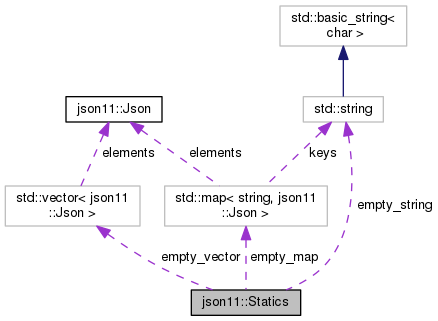 std::basic_string<
char >
json11::Json
std::string
elements
elements
keys
std::vector< json11
::Json >
std::map< string, json11
::Json >
empty_string
empty_vector
empty_map
json11::Statics